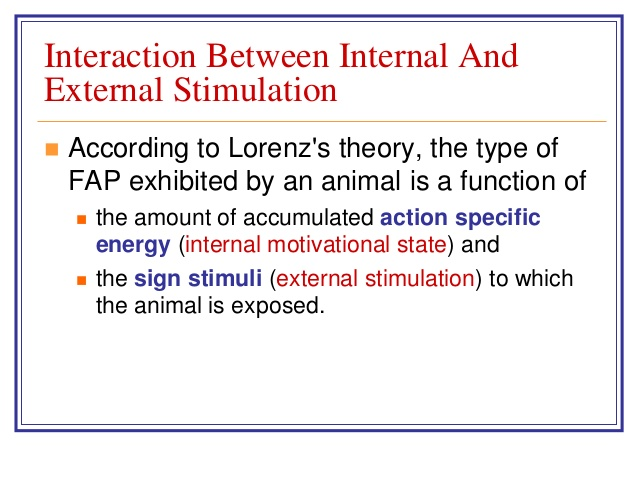 Interaction Between Internal And
External Stimulation
According to Lorenz's theory, the type of
FAP exhibited by an animal is a function of
the amount of accumulated action specific
energy (internal motivational state) and
the sign stimuli (external stimulation) to which
the animal is exposed.